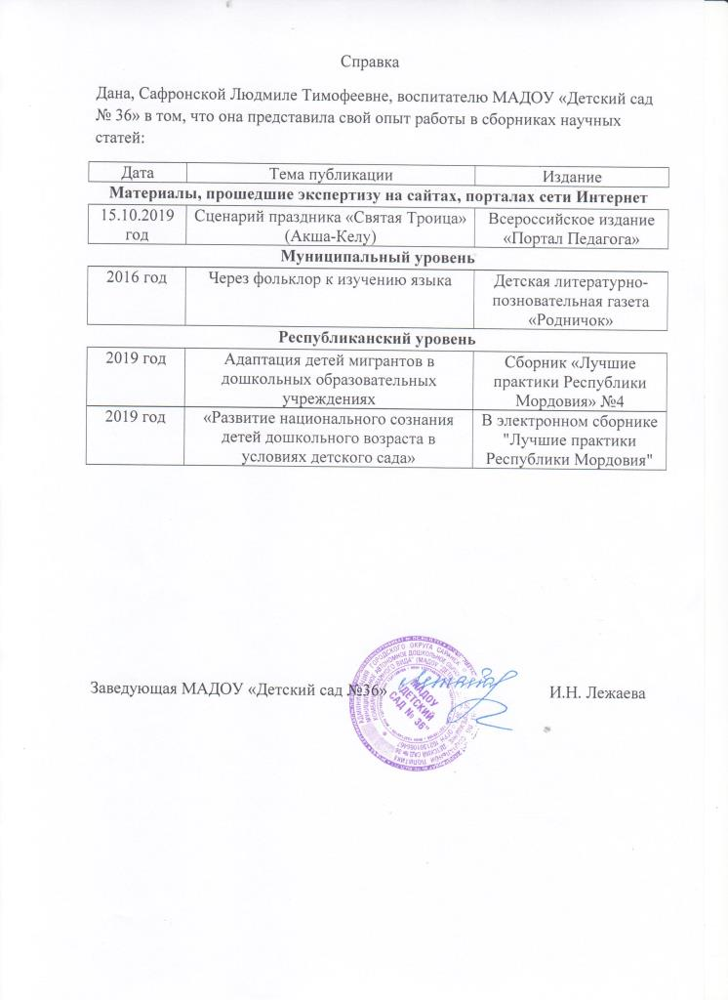 Справка
Дана, Сафронской Людмиле Тимофеевне, воспитателю МАДОУ «Детский сад
№ 36» в том, что она представила свой опыт работы в сборниках научных
статей:
Дата Тема публикации Издание
Материалы, прошедшие экспертизу на сайтах, порталах сети Интернет
15.10.2019 Сценарий праздника «Святая Троица» Всероссийское издание
год (Акша-Келу) «Портал Педагога»
Муниципальный уровень
2016 год Через фольклор к изучению языка Детская литературно-
позновательная газета
«Родничок»
Республиканский уровень
2019 год Адаптация детей мигрантов в Сборник «Лучшие
дошкольных образовательных практики Республики
учреждениях Мордовия» №4
2019 год «Развитие национального сознания В электронном сборнике
детей дошкольного возраста в "Лучшие практики
условиях детского сада» Республики Мордовия"
Заведующая МАДОУ «Детский сад №36» И.Н. Лежаева
МАДОУ
"ДЕТСКИЙ
САД № 36"